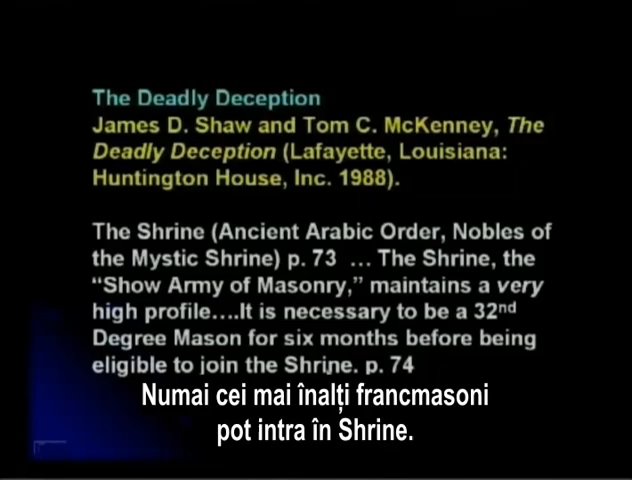 The Deadly Deception
James D. Shaw and Tom C. McKenney, The
Deadly Deception (Lafayette, Louisiana:
Huntington House, Inc. 1988).
The Shrine (Ancient Arabic Order, Nobles of
the Mystic Shrine) p. 73 … The Shrine, the
“Show Army of Masonry,” maintains a very
high profile….It is necessary to be a 32nd
Degree Mason for six months before being
eligible to join the Shrine. p. 74
Numai cei mai înalți francmasoni
pot intra în Shrine.